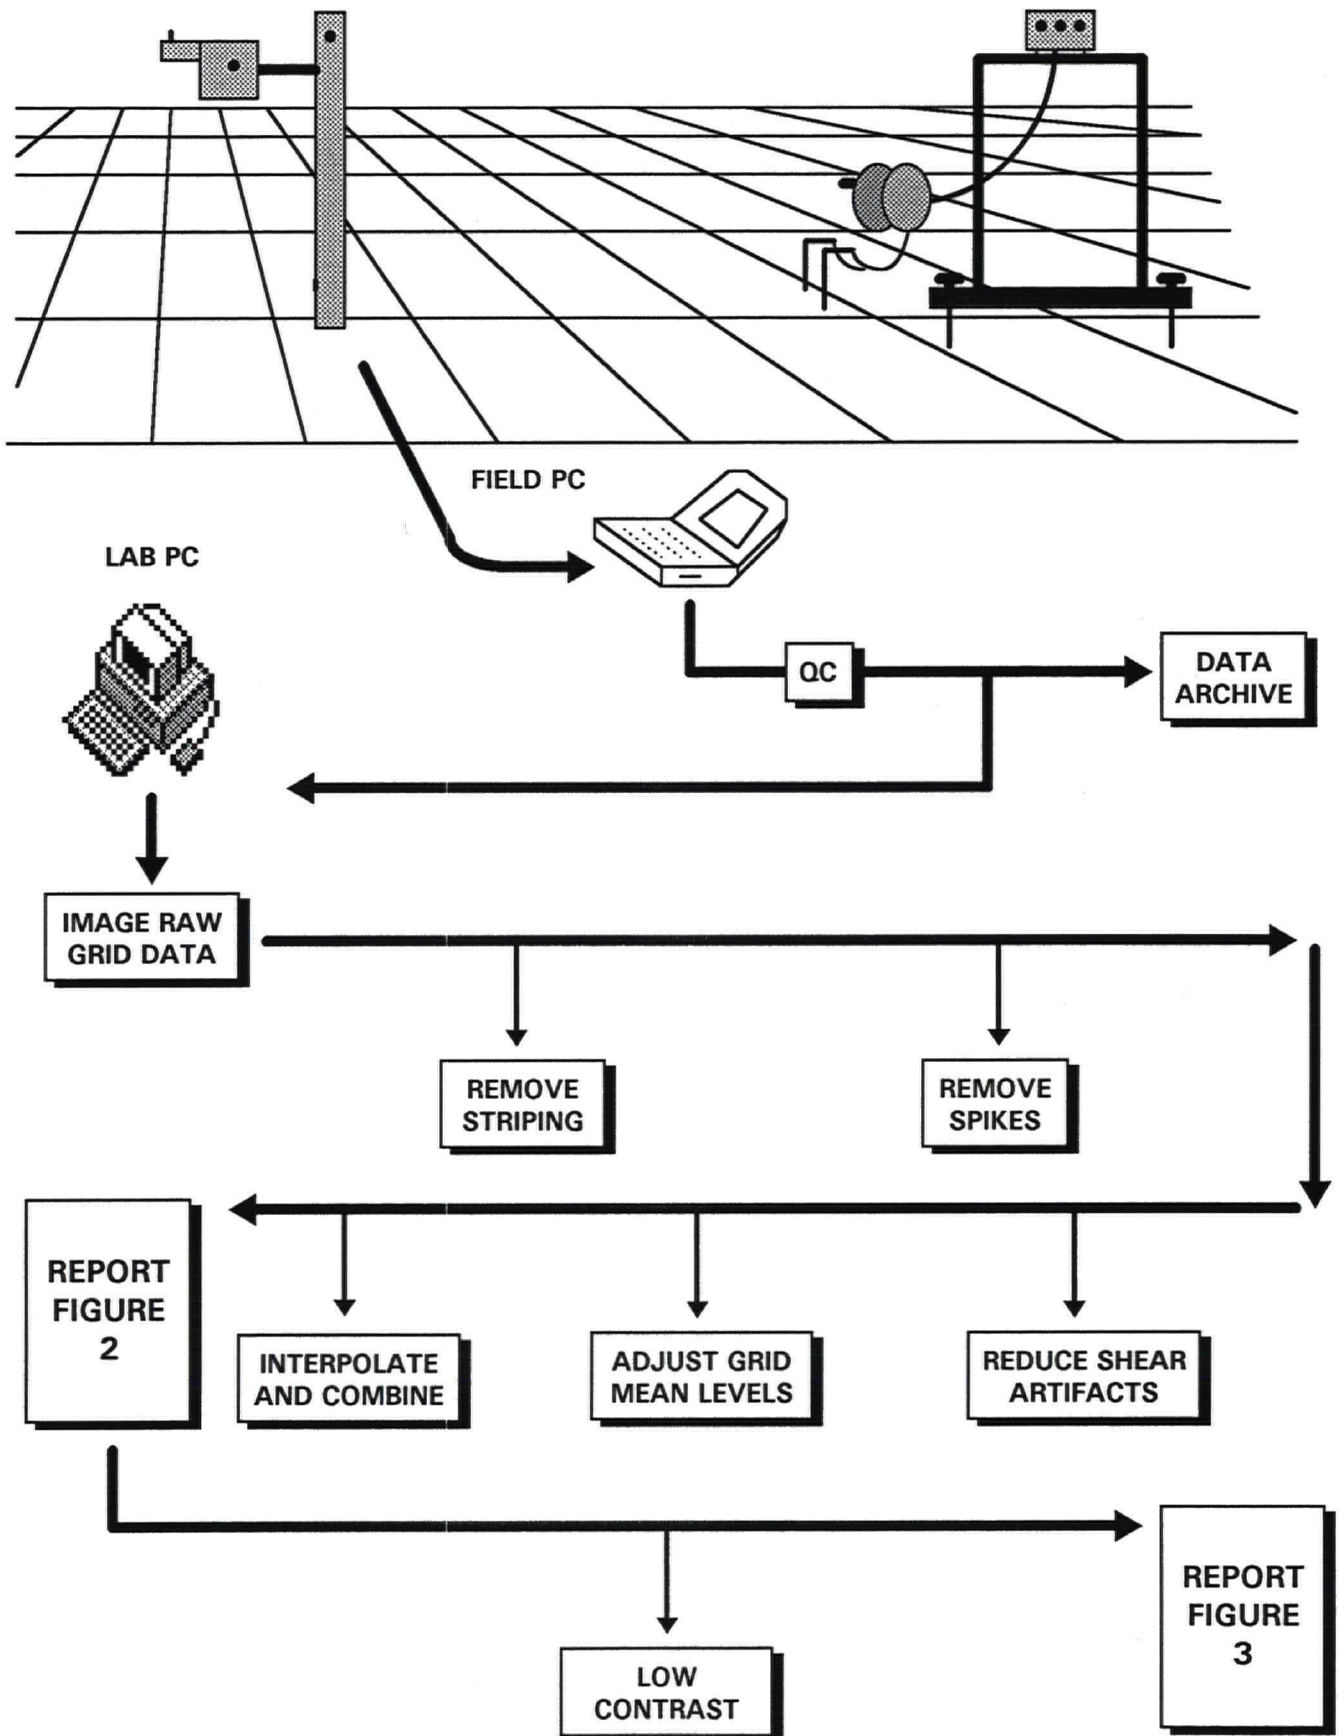 FIELD PC
LAB PC
QC
DATA
ARCHIVE
IMAGE RAW
GRID DATA
REMOVE
STRIPING
REMOVE
SPIKES
REPORT
FIGURE
2
INTERPOLATE
AND COMBINE
ADJUST GRID
MEAN LEVELS
REDUCE SHEAR
ARTIFACTS
REPORT
FIGURE
3
LOW
CONTRAST